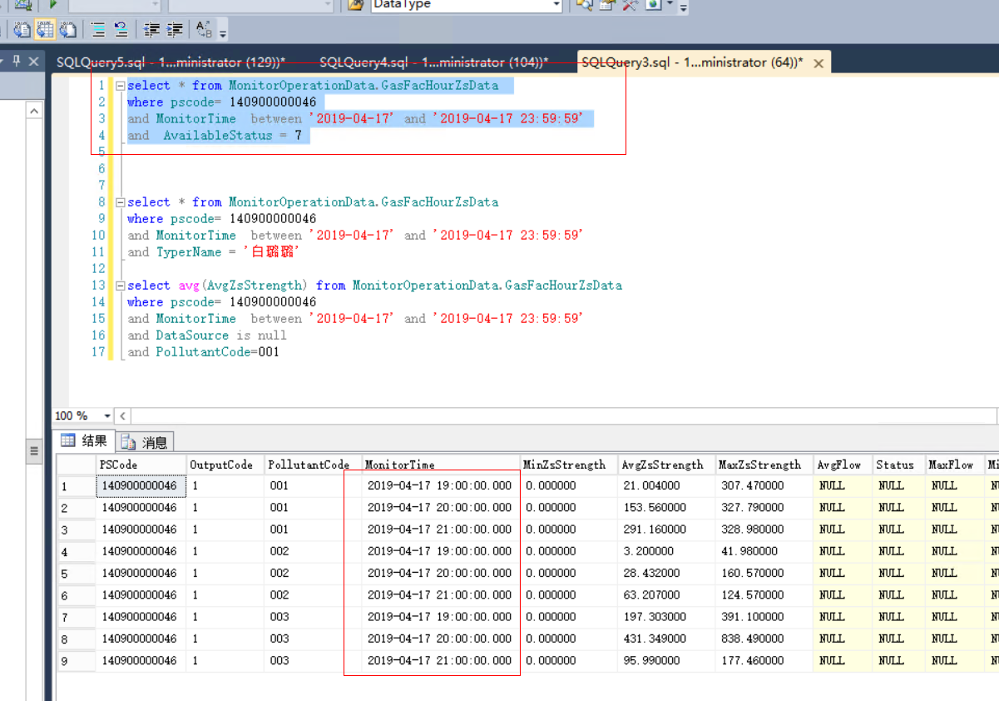 DataType
SQLQuery5.sql - 1...ministrator (129))*
SQLQuery4.sql - 1...ministrator (104))*
SQLQuery3.sql - 1...ministrator (64))*
1 select * from MonitorOperationData.GasFacHourZsData
2 where pscode= 140900000046
3 and MonitorTime between '2019-04-17' and '2019-04-17 23:59:59'
4 and AvailableStatus = 7
5
6
7
8 select * from MonitorOperationData.GasFacHourZsData
9 where pscode= 140900000046
10 and MonitorTime between '2019-04-17' and '2019-04-17 23:59:59'
11 and TyperName = '白璐璐'
12
13 select avg(AvgZsStrength) from MonitorOperationData.GasFacHourZsData
14 where pscode= 140900000046
15 and MonitorTime between '2019-04-17' and '2019-04-17 23:59:59'
16 and DataSource is null
17 and PollutantCode=001
100 %
结果 消息
PSCode OutputCode PollutantCode MonitorTime MinZsStrength AvgZsStrength MaxZsStrength AvgFlow Status MaxFlow Mi
1 140900000046 1 001 2019-04-17 19:00:00.000 0.000000 21.004000 307.470000 NULL NULL NULL N
2 140900000046 1 001 2019-04-17 20:00:00.000 0.000000 153.560000 327.790000 NULL NULL NULL N
3 140900000046 1 001 2019-04-17 21:00:00.000 0.000000 291.160000 328.980000 NULL NULL NULL N
4 140900000046 1 002 2019-04-17 19:00:00.000 0.000000 3.200000 41.980000 NULL NULL NULL N
5 140900000046 1 002 2019-04-17 20:00:00.000 0.000000 28.432000 160.570000 NULL NULL NULL N
6 140900000046 1 002 2019-04-17 21:00:00.000 0.000000 63.207000 124.570000 NULL NULL NULL N
7 140900000046 1 003 2019-04-17 19:00:00.000 0.000000 197.303000 391.100000 NULL NULL NULL N
8 140900000046 1 003 2019-04-17 20:00:00.000 0.000000 431.349000 838.490000 NULL NULL NULL N
9 140900000046 1 003 2019-04-17 21:00:00.000 0.000000 95.990000 177.460000 NULL NULL NULL N